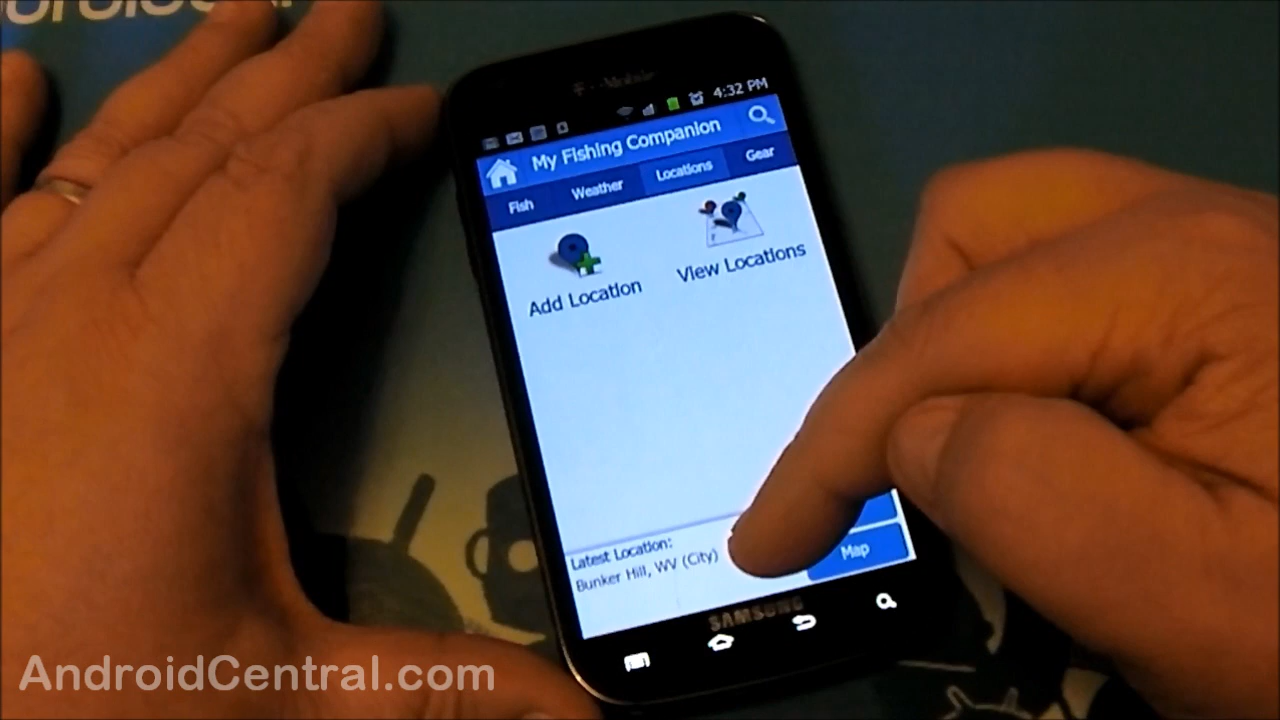 T-Mobile
4:32 PM
My Fishing Companion
Fish Weather Locations Gear
Add Location View Locations
Latest Location:
Bunker Hill, WV (City)
Map
SAMSUNG
AndroidCentral.com